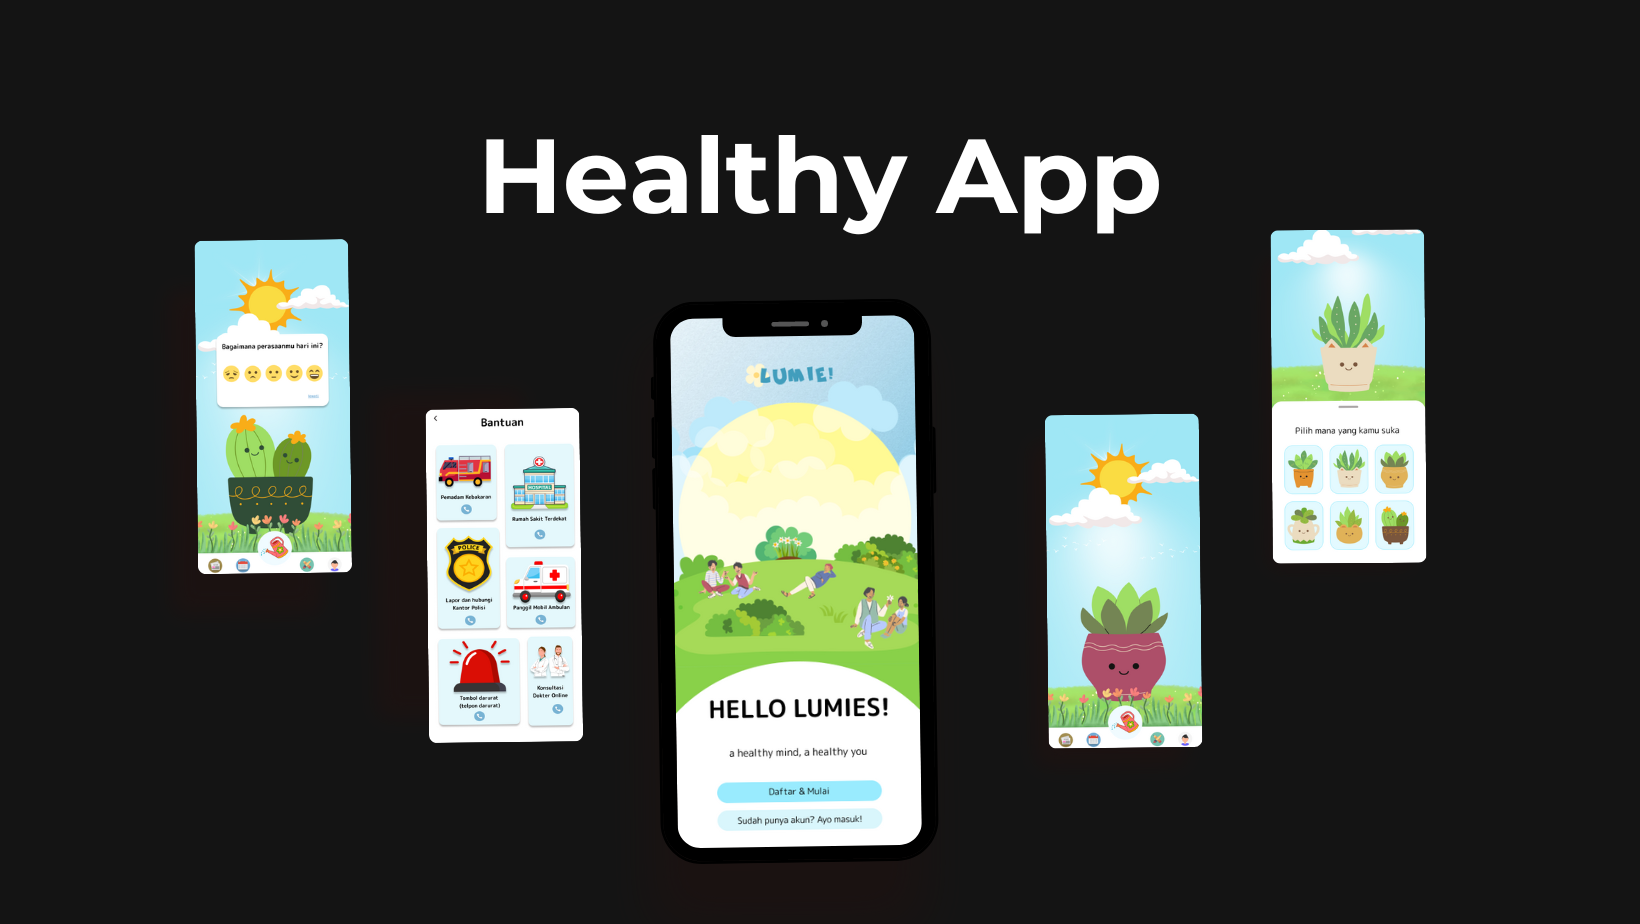 Healthy App
Bagaimana perasaanmu hari ini?
Bantuan
Pemadam Kebakaran
HOSPITAL
Rumah Sakit Terdekat
POLICE
Lapor dan hubungi
Kantor Polisi
Panggil Mobil Ambulan
Tombol darurat
(telpon darurat)
Konsultasi
Dokter Online
LUMIE!
HELLO LUMIES!
a healthy mind, a healthy you
Daftar & Mulai
Sudah punya akun? Ayo masuk!
Pilih mana yang kamu suka